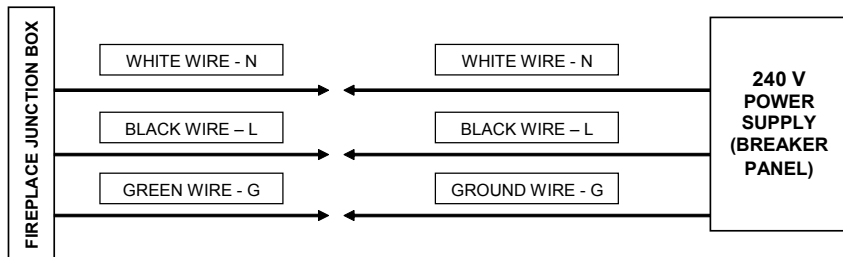 FIREPLACE JUNCTION BOX
WHITE WIRE - N
WHITE WIRE - N
BLACK WIRE – L
BLACK WIRE – L
GREEN WIRE - G
GROUND WIRE - G
240 V
POWER
SUPPLY
(BREAKER
PANEL)